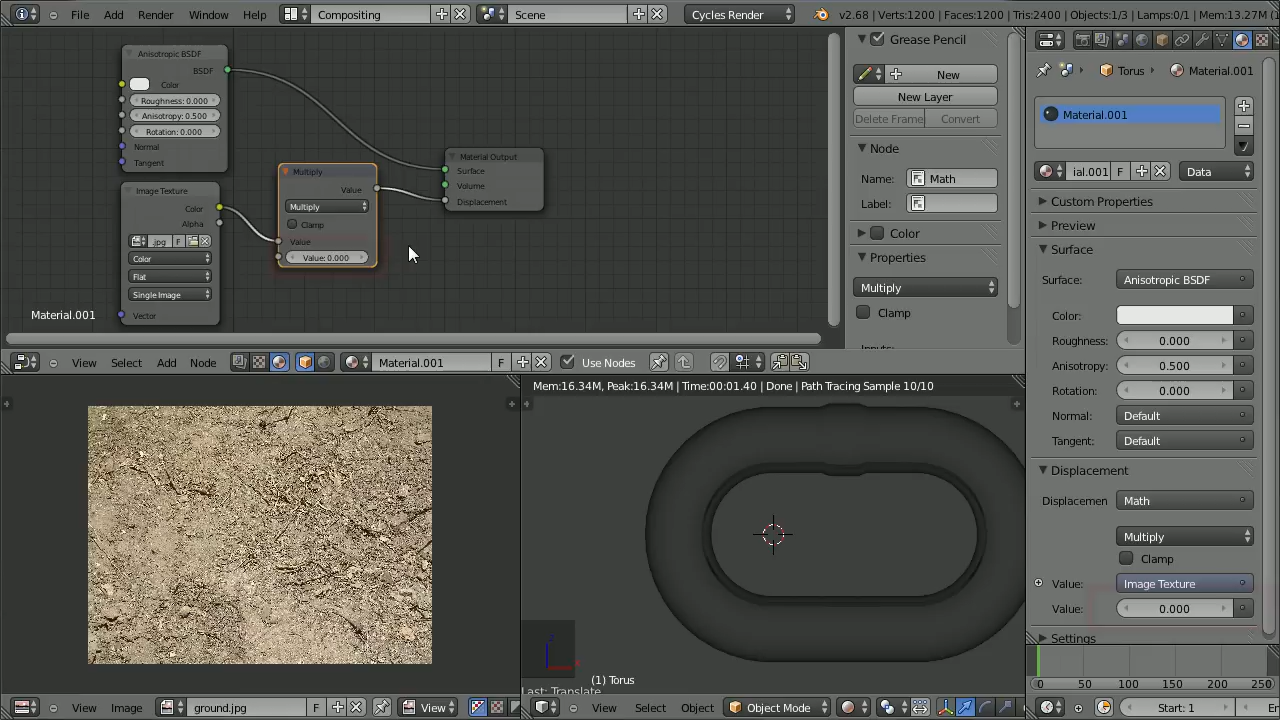 File Add Render Window Help Compositing Scene Cycles Render v2.68 | Verts:1200 | Faces:1200 | Tris:2400 | Objects:1/3 | Lamps:0/1 | Mem:13.27M
Anisotropic BSDF
BSDF
Color
Roughness: 0.000
Anisotropy: 0.500
Rotation: 0.000
Normal
Tangent
Image Texture
Color
Alpha
.jpg F
Color
Flat
Single Image
Vector
Multiply
Value
Multiply
Clamp
Value
Value: 0.000
Material Output
Surface
Volume
Displacement
Material.001
Grease Pencil
New
New Layer
Delete Frame Convert
Node
Name: Math
Label:
Color
Properties
Multiply
Clamp
View Select Add Node Material.001 F Use Nodes
Torus Material.001
Material.001
ial.001 F Data
Custom Properties
Preview
Surface
Surface: Anisotropic BSDF
Color:
Roughness: 0.000
Anisotropy: 0.500
Rotation: 0.000
Normal: Default
Tangent: Default
Displacement
Displacemen Math
Multiply
Clamp
Value: Image Texture
Value: 0.000
Settings
Mem:16.34M, Peak:16.34M | Time:00:01.40 | Done | Path Tracing Sample 10/10
(1) Torus
Last: Translate
View Image ground.jpg F View
View Select Object Object Mode
0 50 100 150 200 250
Start: 1